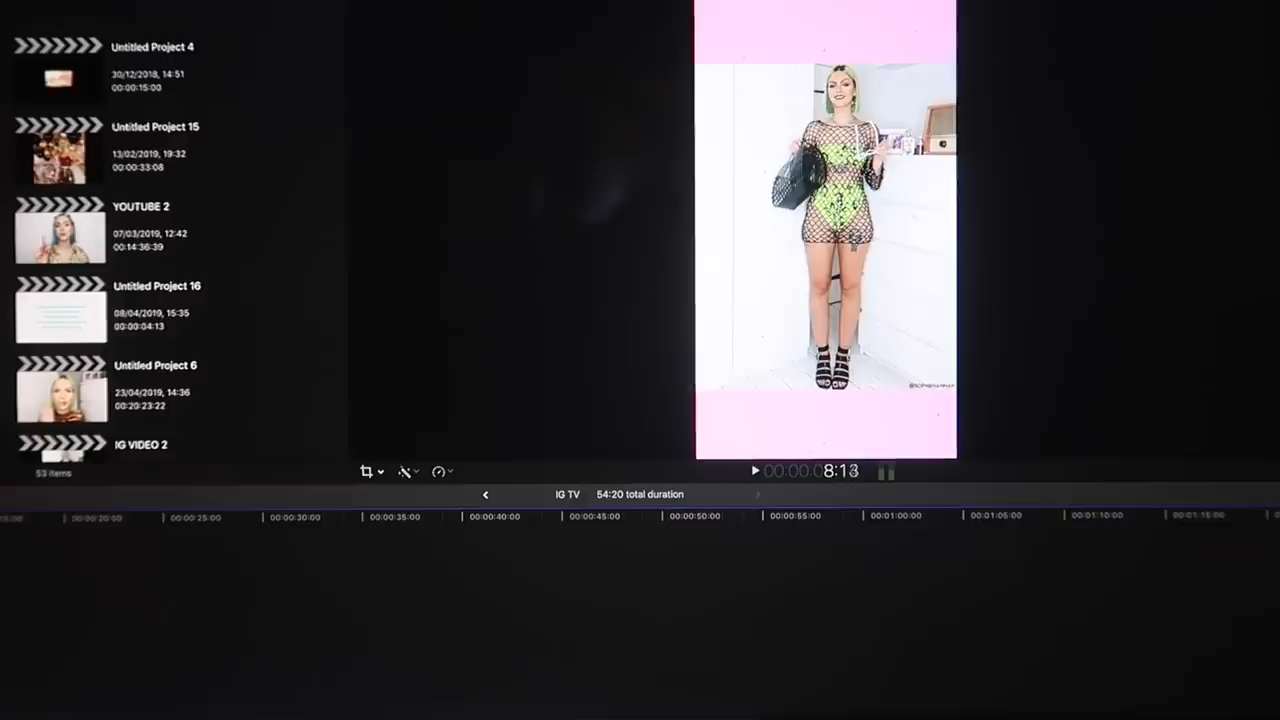 Untitled Project 4
30/12/2018, 14:51
00:00:15:00
Untitled Project 15
13/02/2019, 19:32
00:00:33:08
YOUTUBE 2
07/03/2019, 12:42
00:14:36:39
Untitled Project 16
08/04/2019, 15:35
00:00:04:13
Untitled Project 6
23/04/2019, 14:36
00:20:23:22
IG VIDEO 2
53 items
00:00:08:13
IG TV 54:20 total duration
00:00:20:00 00:00:25:00 00:00:30:00 00:00:35:00 00:00:40:00 00:00:45:00 00:00:50:00 00:00:55:00 00:01:00:00 00:01:05:00 00:01:10:00 00:01:15:00